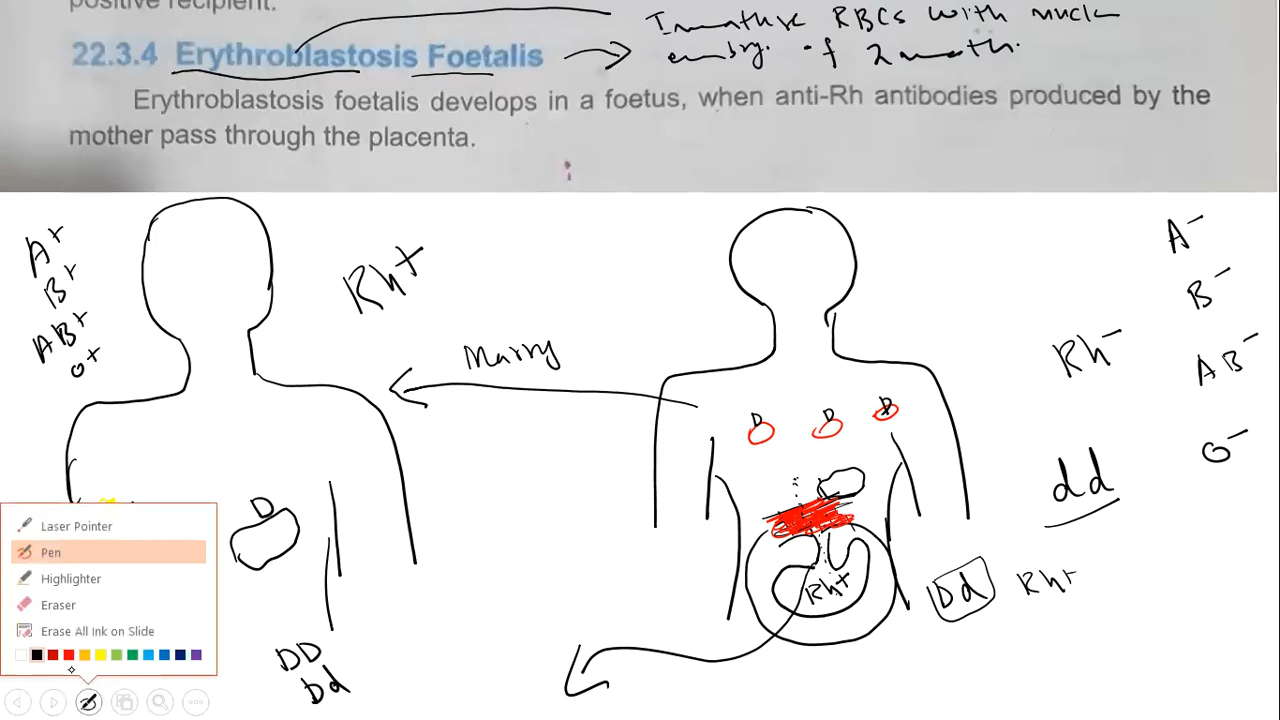 positive recipient.
Immature RBCs with nucle
embry. of 2 month.
22.3.4 Erythroblastosis Foetalis
Erythroblastosis foetalis develops in a foetus, when anti-Rh antibodies produced by the
mother pass through the placenta.
A+
B+
AB+
O+
Rh+
Marry
D D D
Rh-
A-
B-
AB-
O-
dd
D
Rh+
Dd Rh+
DD
Dd
Laser Pointer
Pen
Highlighter
Eraser
Erase All Ink on Slide